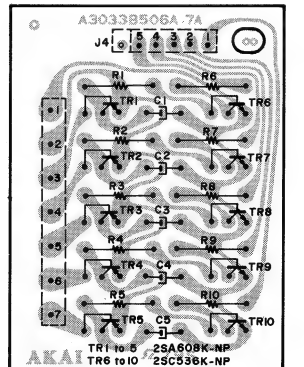 A3033B506A-7A
J4 5 4 3 2 1
R1 R6
TR1 C1 TR6
1
R2 R7
2
TR2 C2 TR7
3
R3 R8
4
TR3 C3 TR8
5
R4 R9
TR4 C4 TR9
6
R5 R10
7
TR5 C5 TR10
TR1 to 5 2SA608K-NP
AKAI TR6 to 10 2SC536K-NP